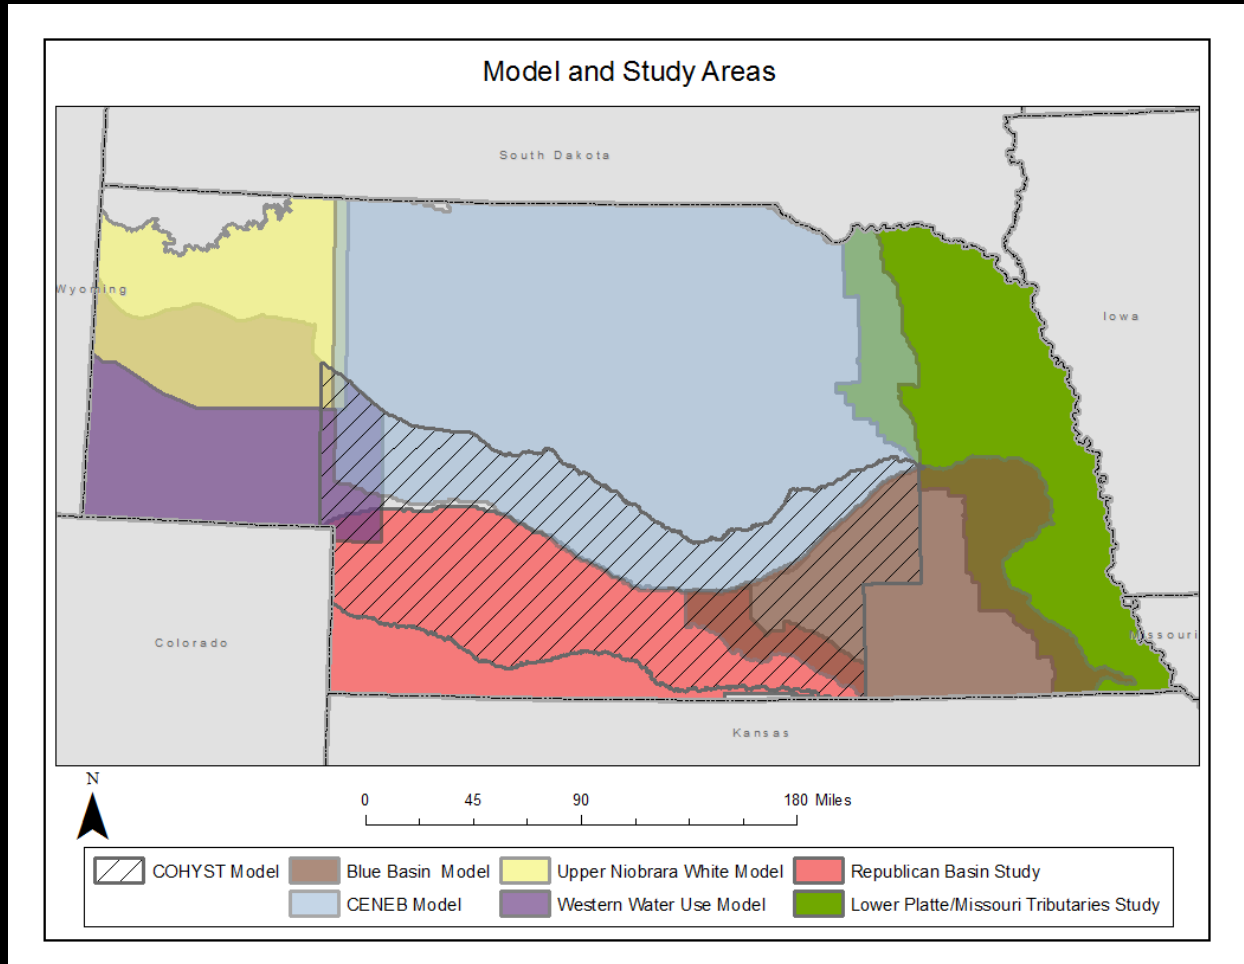 Model and Study Areas
South Dakota
Wyoming
Iowa
Colorado
Missouri
Kansas
N
0 45 90 180 Miles
COHYST Model Blue Basin Model Upper Niobrara White Model Republican Basin Study
CENEB Model Western Water Use Model Lower Platte/Missouri Tributaries Study